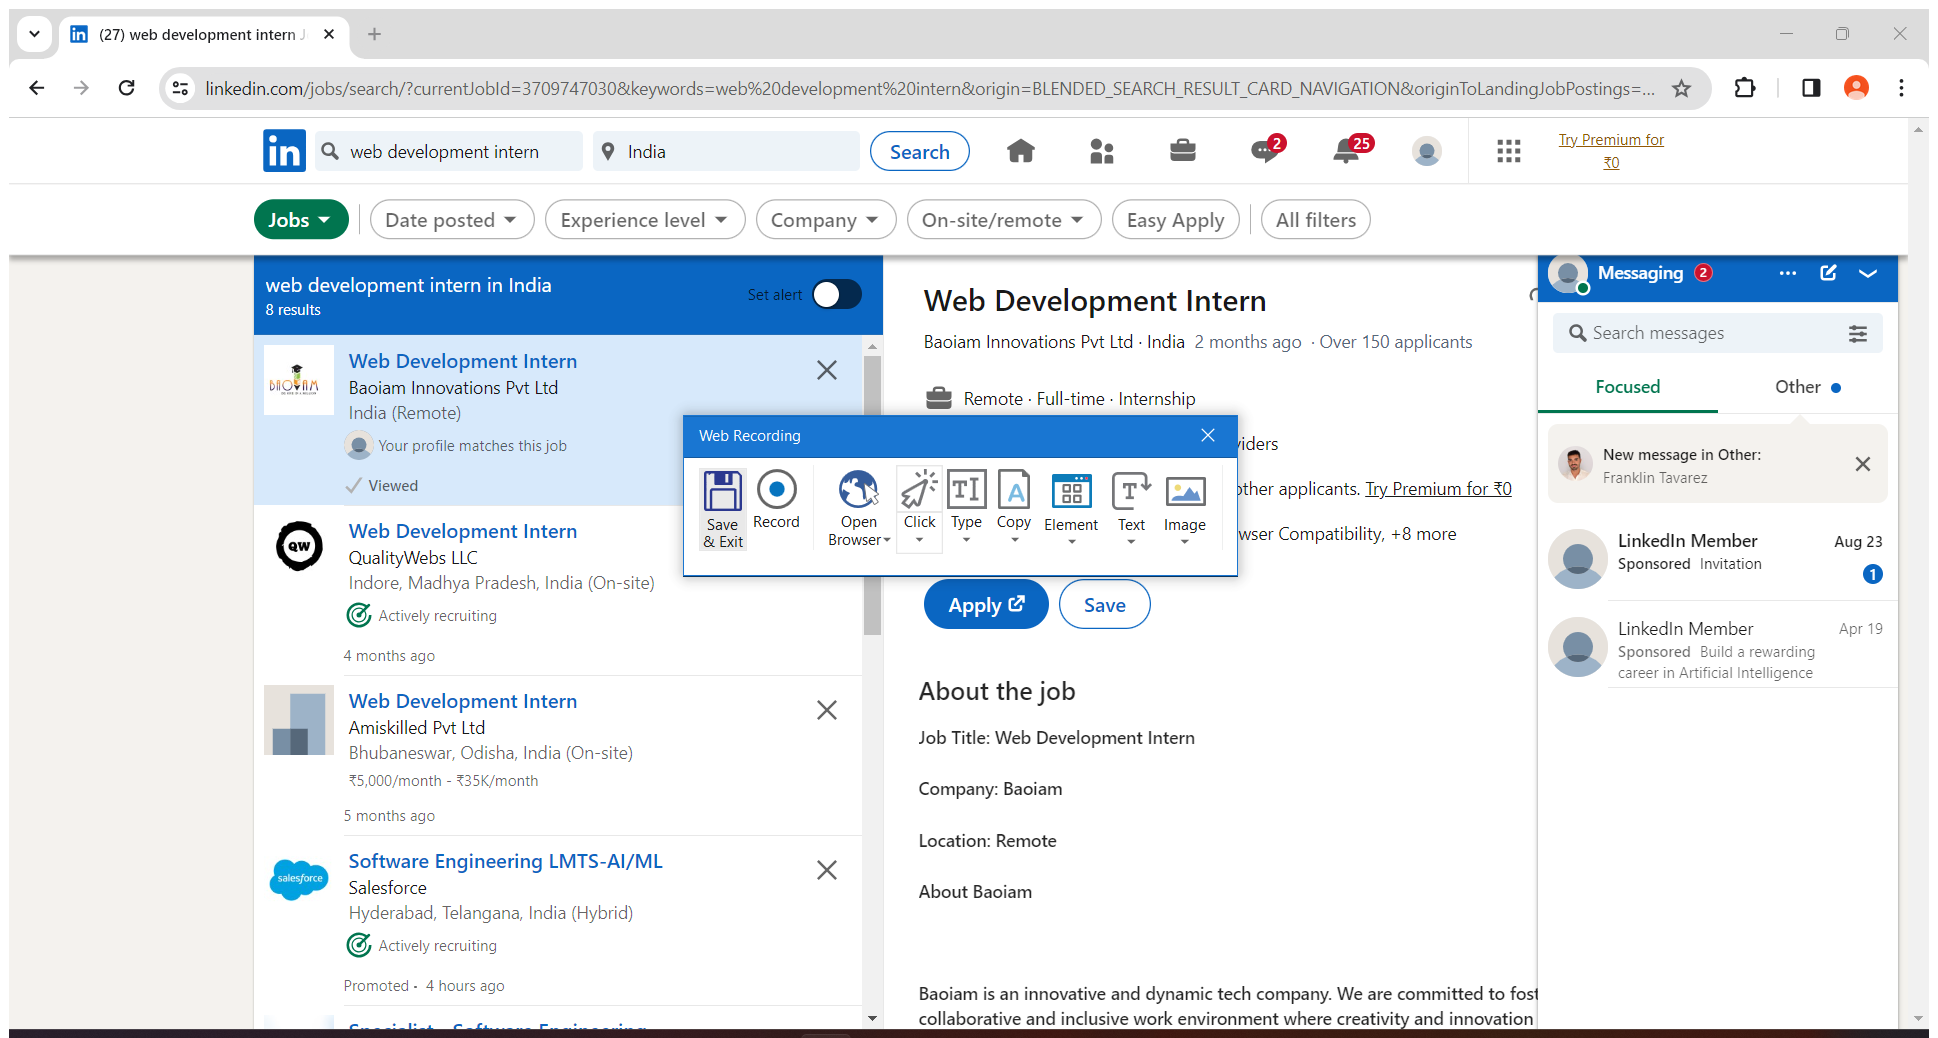 (27) web development intern J
linkedin.com/jobs/search/?currentJobId=3709747030&keywords=web%20development%20intern&origin=BLENDED_SEARCH_RESULT_CARD_NAVIGATION&originToLandingJobPostings=...
in
web development intern
India
Search
2
25
Try Premium for
₹0
Jobs
Date posted
Experience level
Company
On-site/remote
Easy Apply
All filters
web development intern in India
8 results
Set alert
Web Development Intern
Baoiam Innovations Pvt Ltd
India (Remote)
Your profile matches this job
Viewed
QW
Web Development Intern
QualityWebs LLC
Indore, Madhya Pradesh, India (On-site)
Actively recruiting
4 months ago
Web Development Intern
Amiskilled Pvt Ltd
Bhubaneswar, Odisha, India (On-site)
₹5,000/month - ₹35K/month
5 months ago
salesforce
Software Engineering LMTS-AI/ML
Salesforce
Hyderabad, Telangana, India (Hybrid)
Actively recruiting
Promoted · 4 hours ago
Specialist - Software Engineering
Web Development Intern
Baoiam Innovations Pvt Ltd · India 2 months ago · Over 150 applicants
Remote · Full-time · Internship
viders
other applicants. Try Premium for ₹0
wser Compatibility, +8 more
Apply
Save
Web Recording
Save
& Exit
Record
Open
Browser
Click
Type
Copy
Element
Text
Image
About the job
Job Title: Web Development Intern
Company: Baoiam
Location: Remote
About Baoiam
Baoiam is an innovative and dynamic tech company. We are committed to fost
collaborative and inclusive work environment where creativity and innovation
Messaging 2
Search messages
Focused
Other
New message in Other:
Franklin Tavarez
LinkedIn Member Aug 23
Sponsored Invitation
1
LinkedIn Member Apr 19
Sponsored Build a rewarding
career in Artificial Intelligence